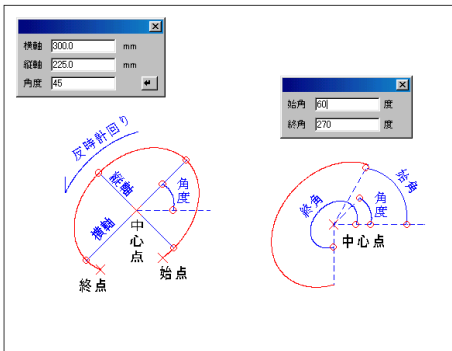 横軸 300.0 mm
縦軸 225.0 mm
角度 45
始角 60 度
終角 270 度
反時計回り
縦軸
角度
横軸
中心点
終点
始点
始角
終角
角度
中心点